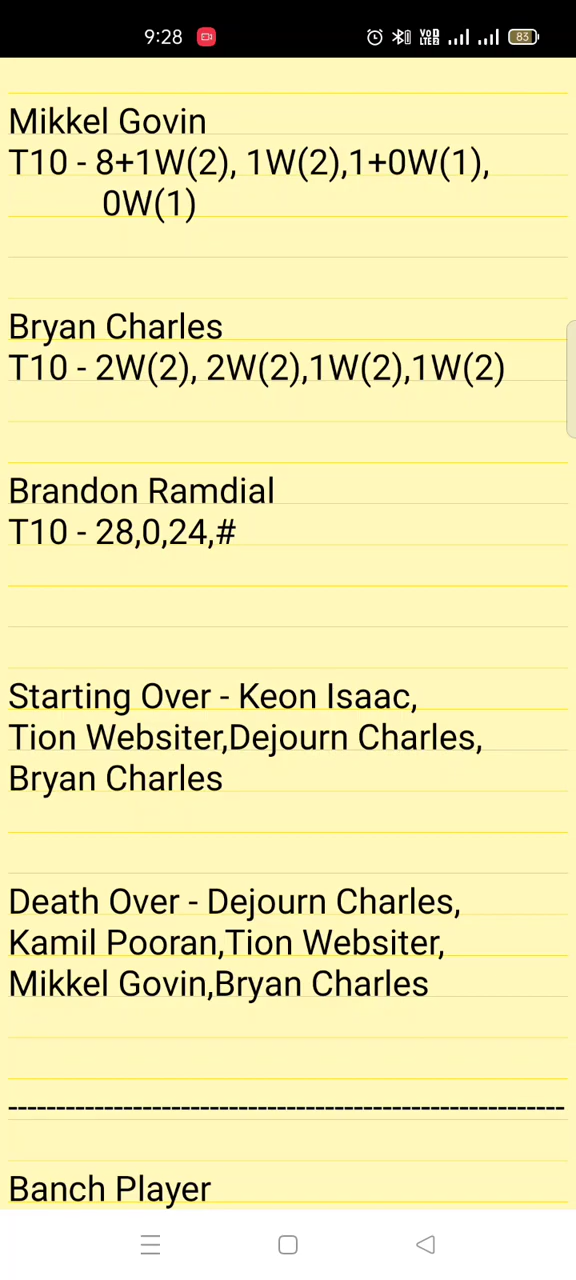 9:28
VoD LTE2 83
Mikkel Govin
T10 - 8+1W(2), 1W(2),1+0W(1),
0W(1)
Bryan Charles
T10 - 2W(2), 2W(2),1W(2),1W(2)
Brandon Ramdial
T10 - 28,0,24,#
Starting Over - Keon Isaac,
Tion Websiter,Dejourn Charles,
Bryan Charles
Death Over - Dejourn Charles,
Kamil Pooran,Tion Websiter,
Mikkel Govin,Bryan Charles
----------------------------------------------------------
Banch Player